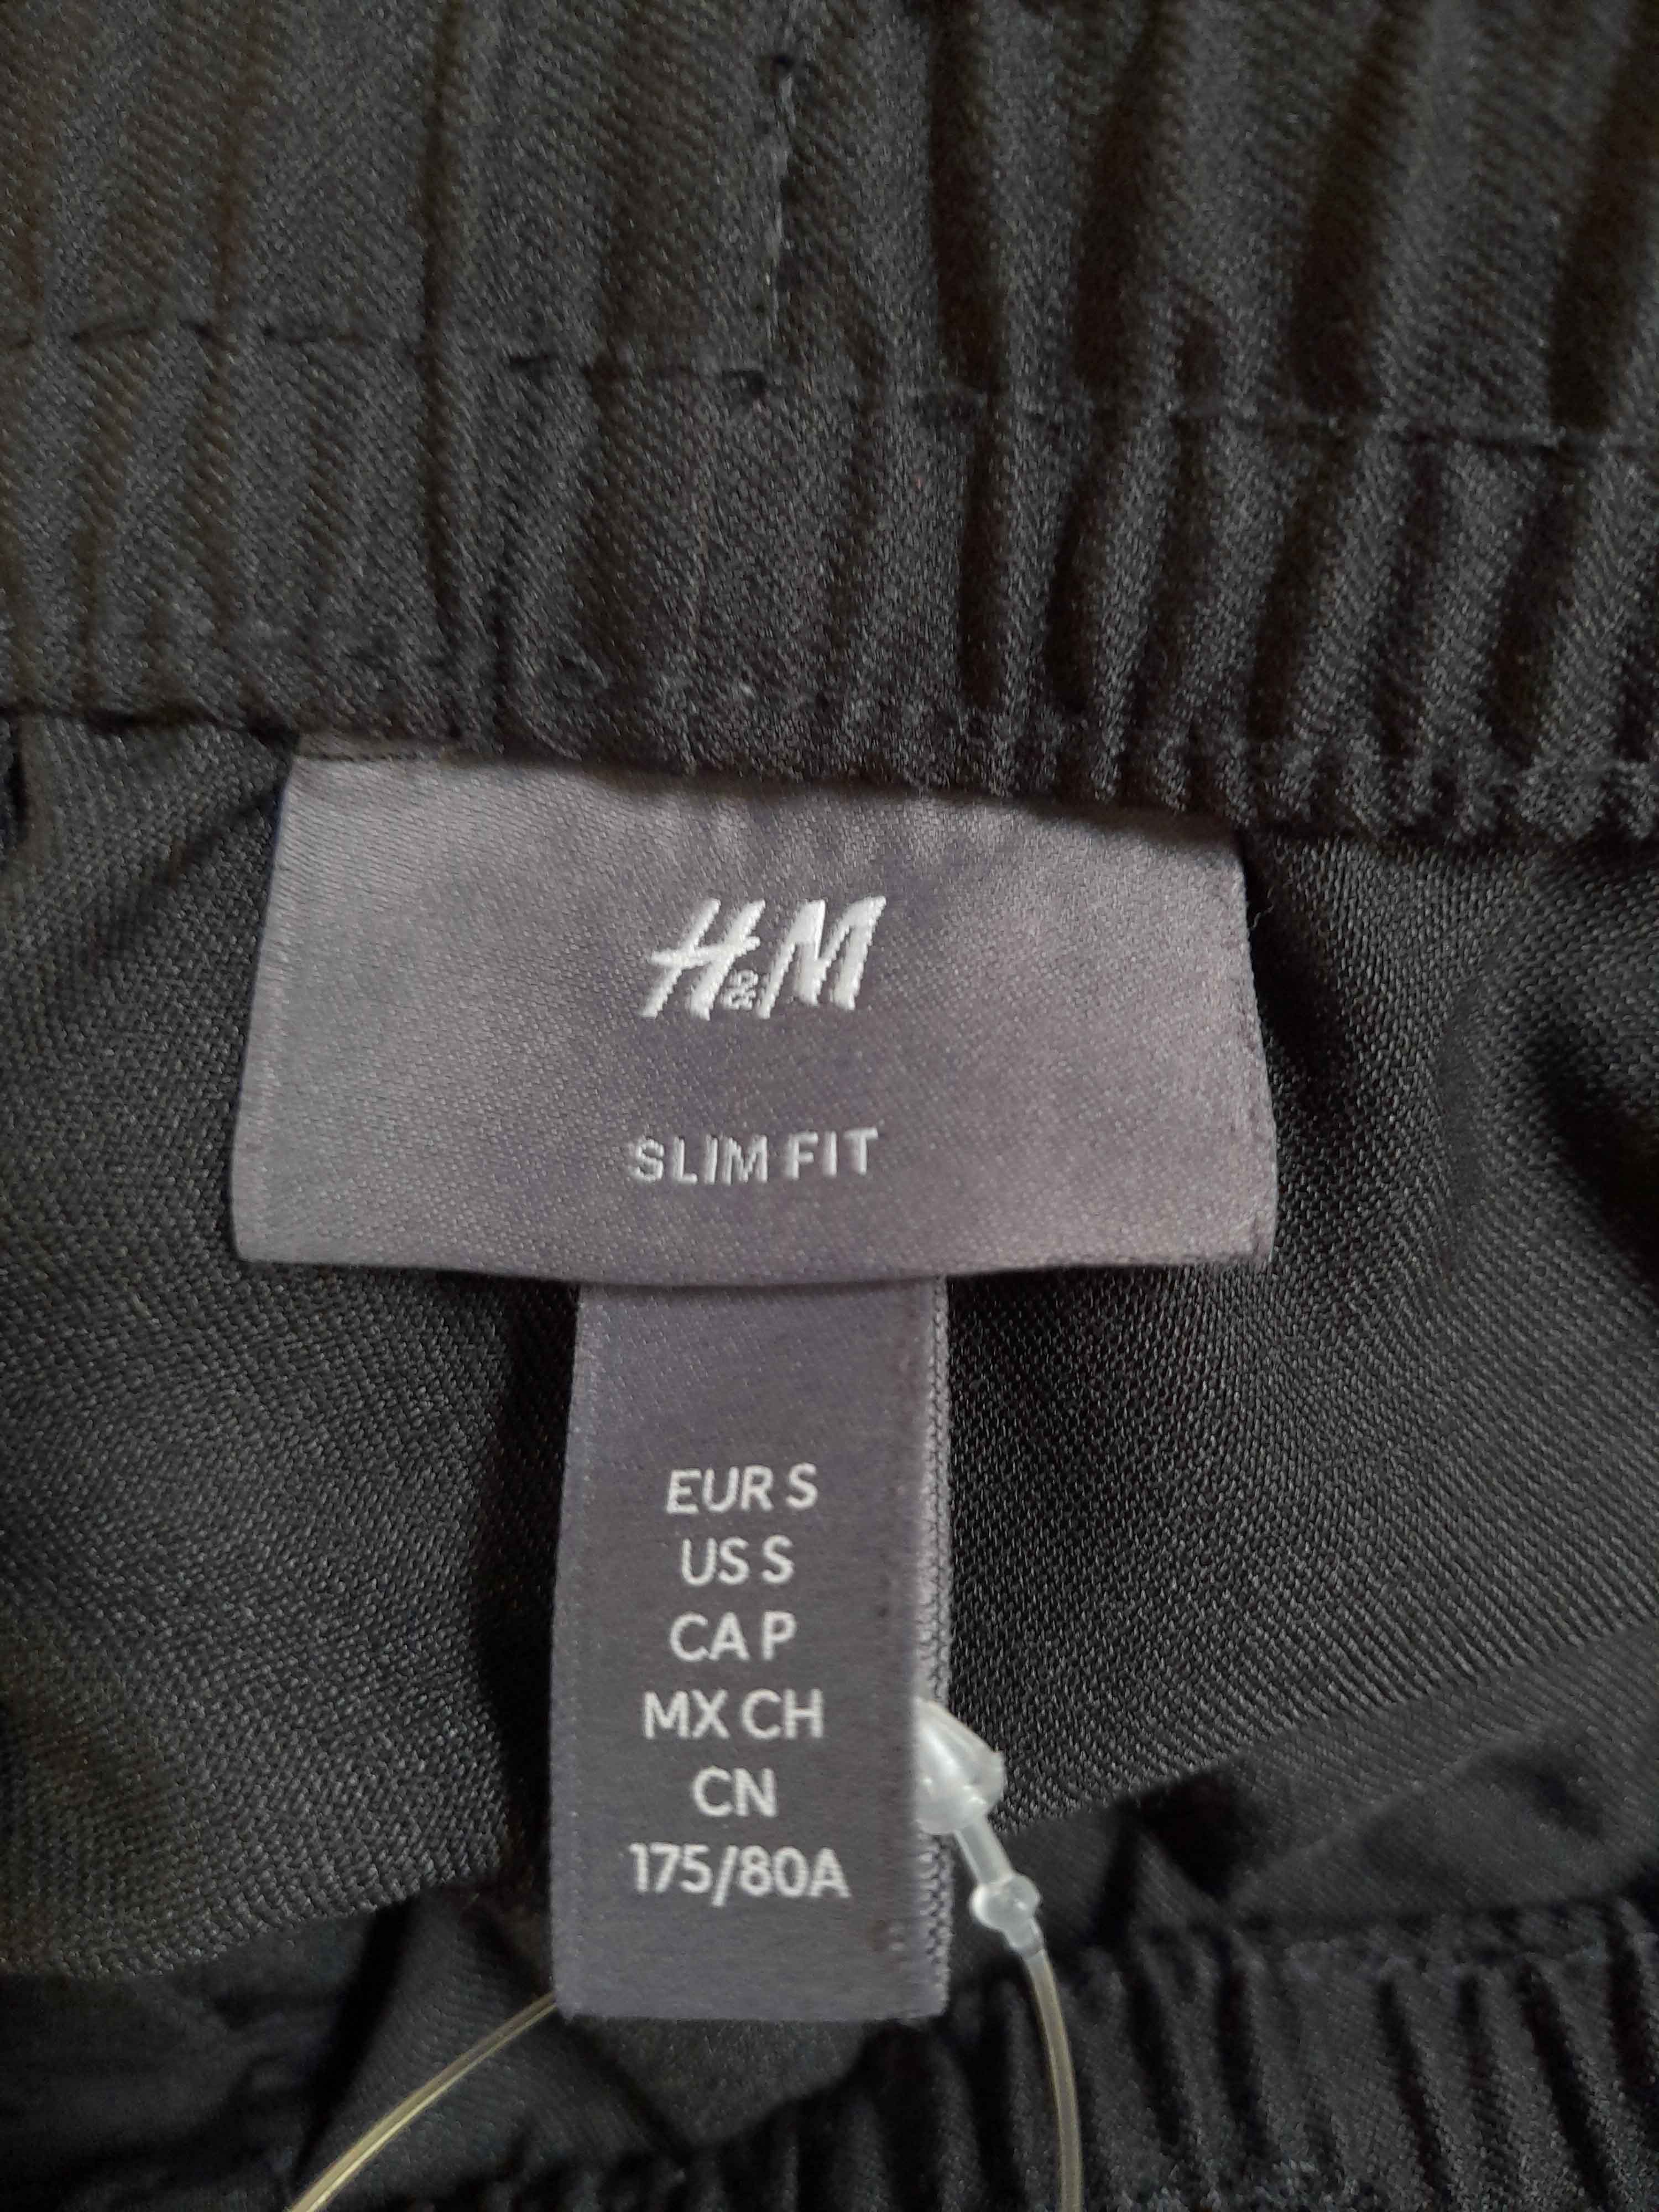 H&M
SLIM FIT
EUR S
US S
CA P
MX CH
CN
175/80A